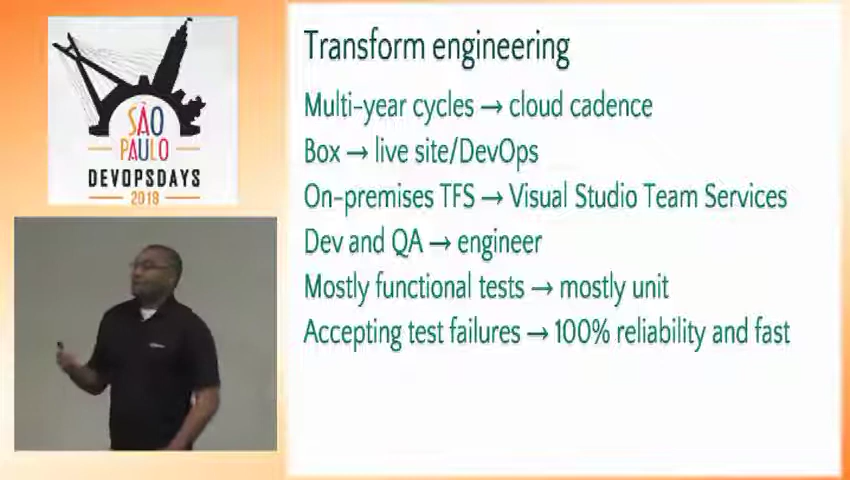 SÃO
PAULO
DEVOPSDAYS
2018
Transform engineering
Multi-year cycles → cloud cadence
Box → live site/DevOps
On-premises TFS → Visual Studio Team Services
Dev and QA → engineer
Mostly functional tests → mostly unit
Accepting test failures → 100% reliability and fast